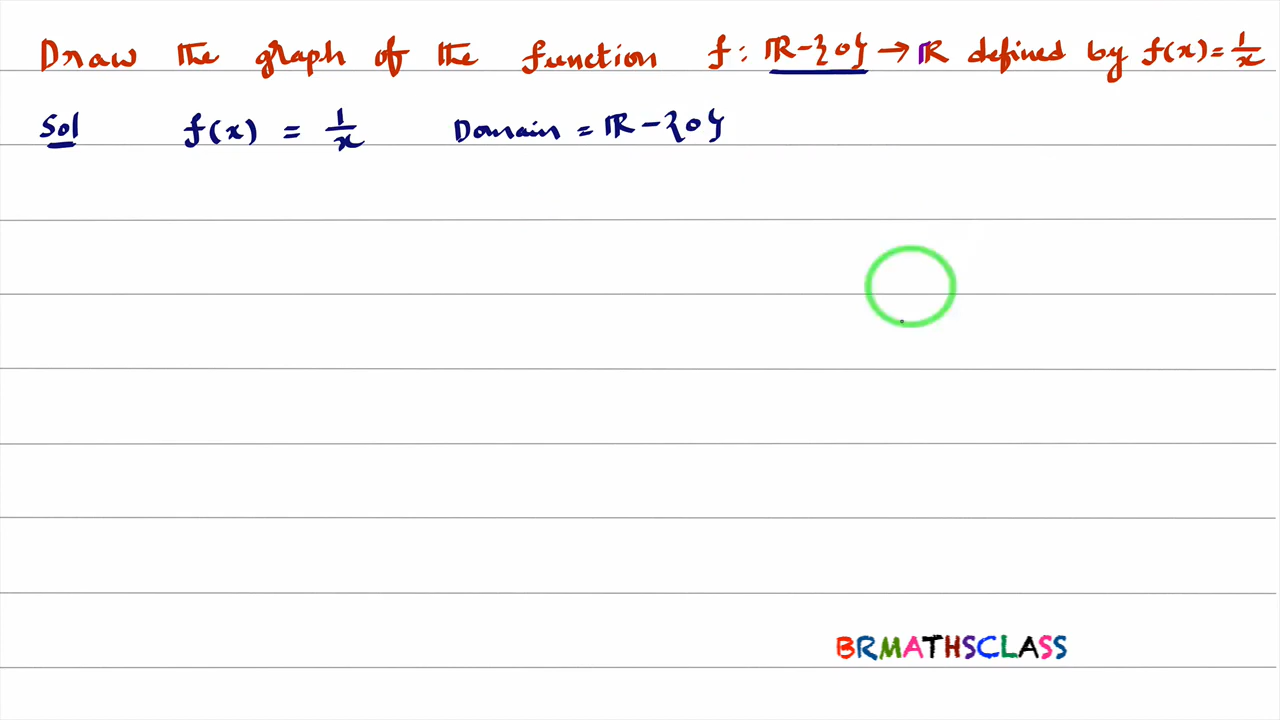 Draw the graph of the function f: ℝ-{0} → ℝ defined by f(x) = 1/x
Sol f(x) = 1/x Domain = ℝ-{0}
BRMATHSCLASS